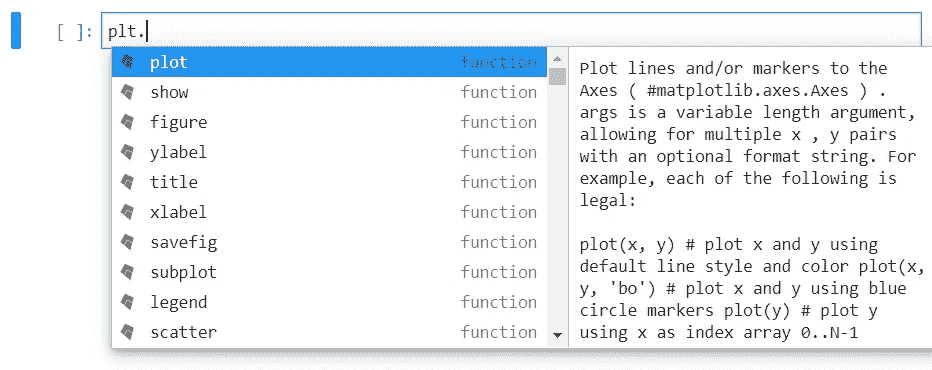 [ ]: plt.
plot function
show function
figure function
ylabel function
title function
xlabel function
savefig function
subplot function
legend function
scatter function
Plot lines and/or markers to the
Axes ( #matplotlib.axes.Axes ) .
args is a variable length argument,
allowing for multiple x , y pairs
with an optional format string. For
example, each of the following is
legal:
plot(x, y) # plot x and y using
default line style and color plot(x,
y, 'bo') # plot x and y using blue
circle markers plot(y) # plot y
using x as index array 0..N-1